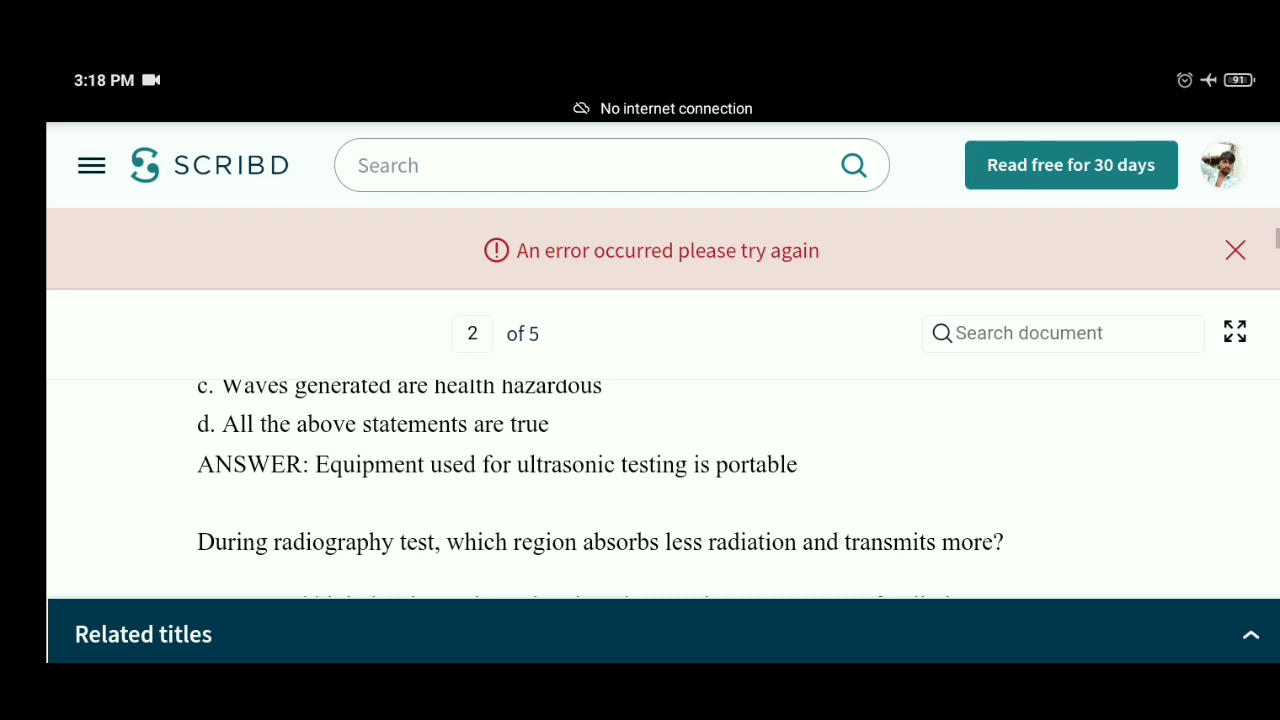 3:18 PM
91
No internet connection
SCRIBD
Search
Read free for 30 days
An error occurred please try again
2 of 5
Search document
c. Waves generated are health hazardous
d. All the above statements are true
ANSWER: Equipment used for ultrasonic testing is portable
During radiography test, which region absorbs less radiation and transmits more?
Related titles